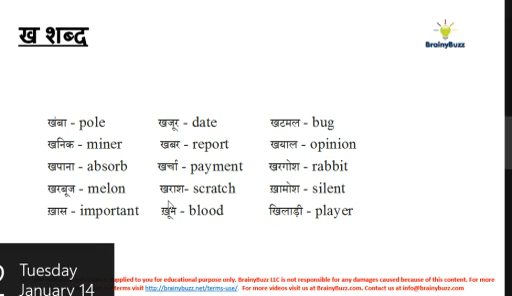 ख शब्द
BrainyBuzz
खंबा - pole खजूर - date खटमल - bug
खनिक - miner खबर - report खयाल - opinion
खपाना - absorb खर्चा - payment खरगोश - rabbit
खरबूज - melon खराश- scratch ख़ामोश - silent
ख़ास - important - blood खिलाड़ी - player
Tuesday
January 14
upplied to you for educational purpose only. BrainyBuzz LLC is not responsible for any damages caused because of this content. For more
terms visit http://brainybuzz.net/terms-use/ For more videos visit us at BrainyBuzz.com. Contact us at info@brainybuzz.com